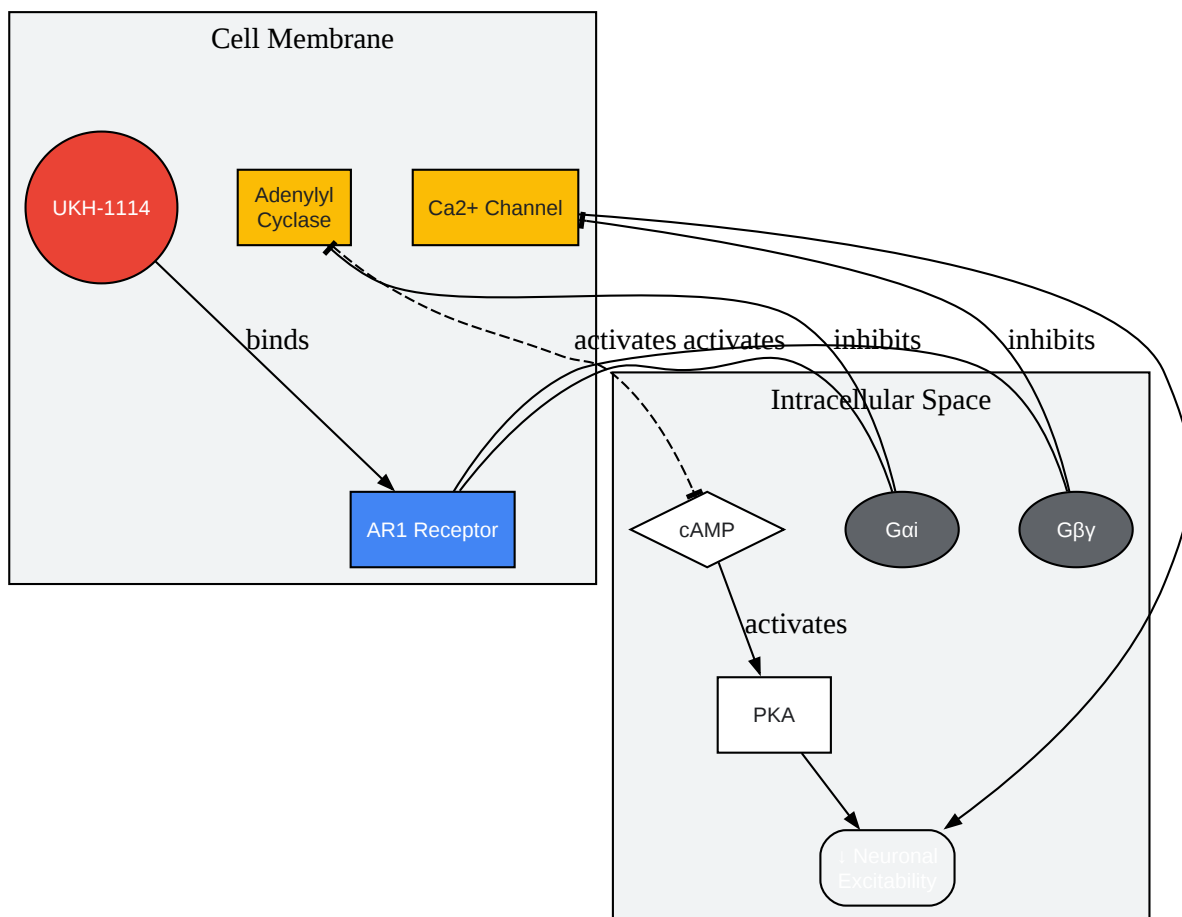 Cell Membrane
UKH-1114
Adenylyl
Cyclase
Ca2+ Channel
binds
activates
activates
inhibits
inhibits
Intracellular Space
AR1 Receptor
cAMP
Gαi
Gβγ
activates
PKA
↓ Neuronal
Excitability